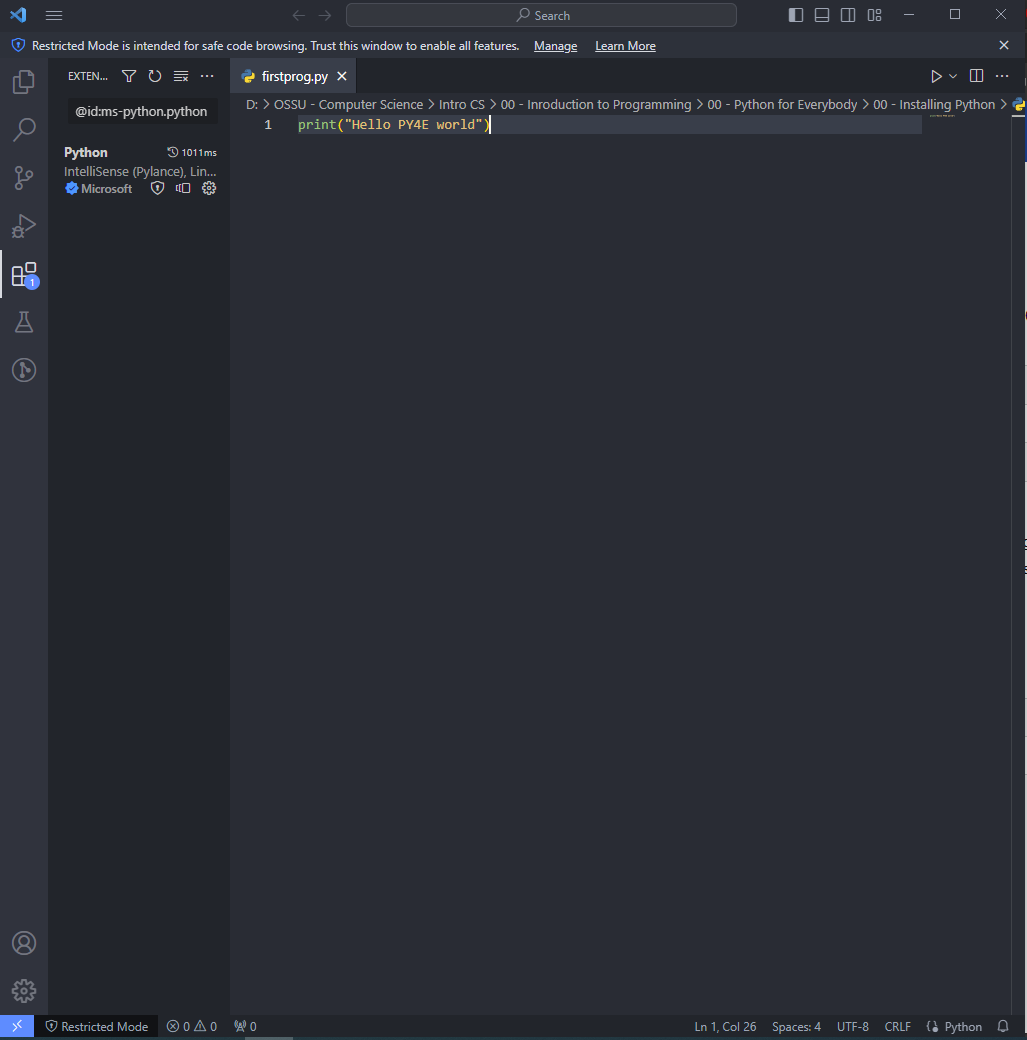 Search
Restricted Mode is intended for safe code browsing. Trust this window to enable all features. Manage Learn More
EXTEN... firstprog.py
D: > OSSU - Computer Science > Intro CS > 00 - Inroduction to Programming > 00 - Python for Everybody > 00 - Installing Python >
@id:ms-python.python
1 print("Hello PY4E world")
Python 1011ms
IntelliSense (Pylance), Lin...
Microsoft
1
Restricted Mode 0 0 0 Ln 1, Col 26 Spaces: 4 UTF-8 CRLF Python